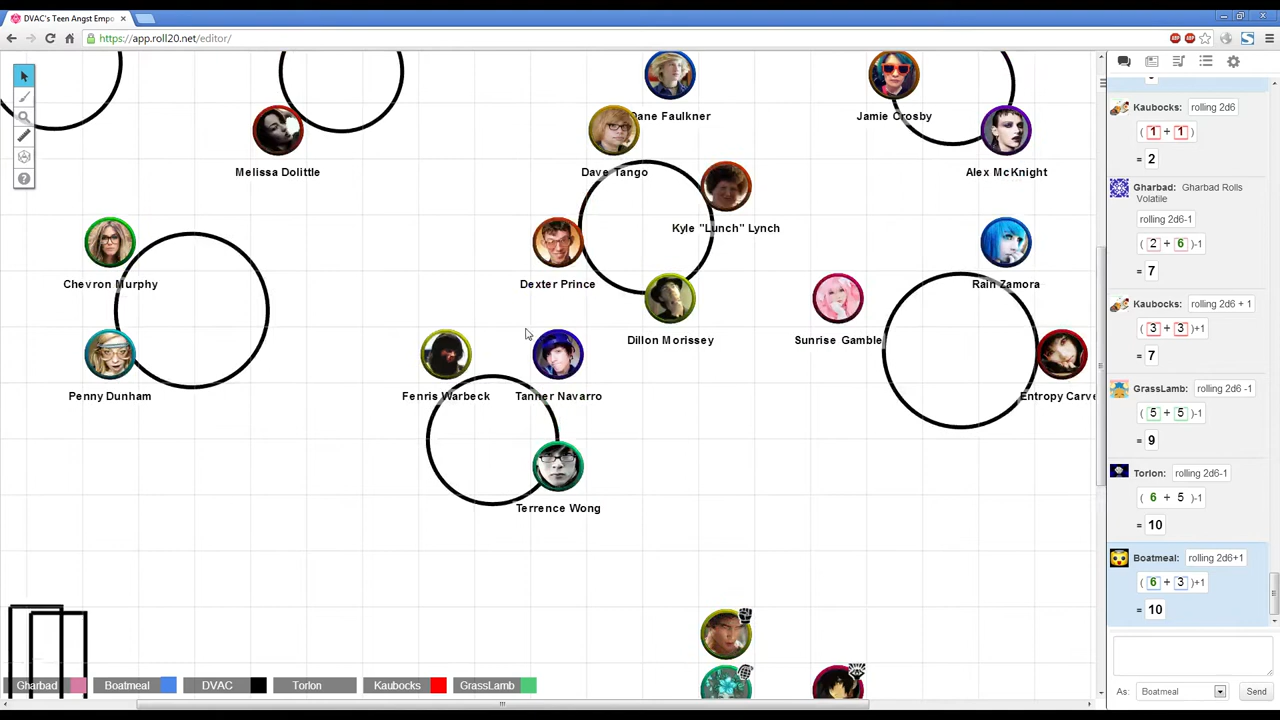 DVAC's Teen Angst Empo
https://app.roll20.net/editor/
Dane Faulkner
Jamie Crosby
Dave Tango
Melissa Dolittle
Alex McKnight
Kyle "Lunch" Lynch
Chevron Murphy
Dexter Prince
Rain Zamora
Dillon Morissey
Sunrise Gamble
Penny Dunham
Fenris Warbeck
Tanner Navarro
Entropy Carve
Terrence Wong
Gharbad
Boatmeal
DVAC
Torlon
Kaubocks
GrassLamb
Kaubocks: rolling 2d6
( 1 + 1 )
= 2
Gharbad: Gharbad Rolls
Volatile
rolling 2d6-1
( 2 + 6 )-1
= 7
Kaubocks: rolling 2d6 + 1
( 3 + 3 )+1
= 7
GrassLamb: rolling 2d6 -1
( 5 + 5 )-1
= 9
Torlon: rolling 2d6-1
( 6 + 5 )-1
= 10
Boatmeal: rolling 2d6+1
( 6 + 3 )+1
= 10
As: Boatmeal Send